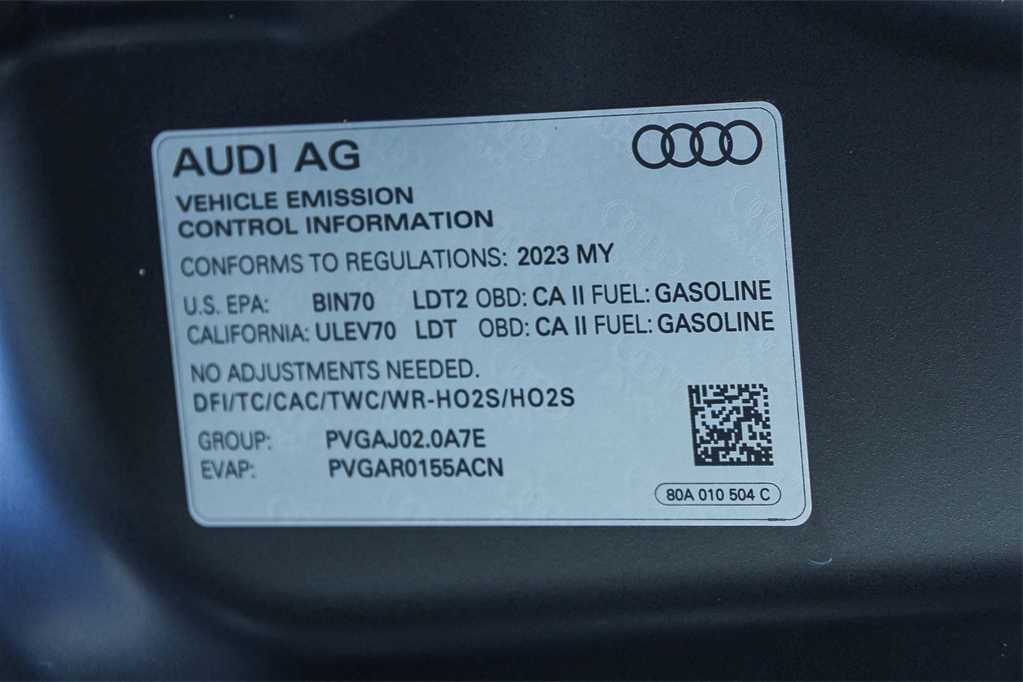 AUDI AG
VEHICLE EMISSION
CONTROL INFORMATION
CONFORMS TO REGULATIONS: 2023 MY
U.S. EPA: BIN70 LDT2 OBD: CA II FUEL: GASOLINE
CALIFORNIA: ULEV70 LDT OBD: CA II FUEL: GASOLINE
NO ADJUSTMENTS NEEDED.
DFI/TC/CAC/TWC/WR-HO2S/HO2S
GROUP: PVGAJ02.0A7E
EVAP: PVGAR0155ACN
80A 010 504 C